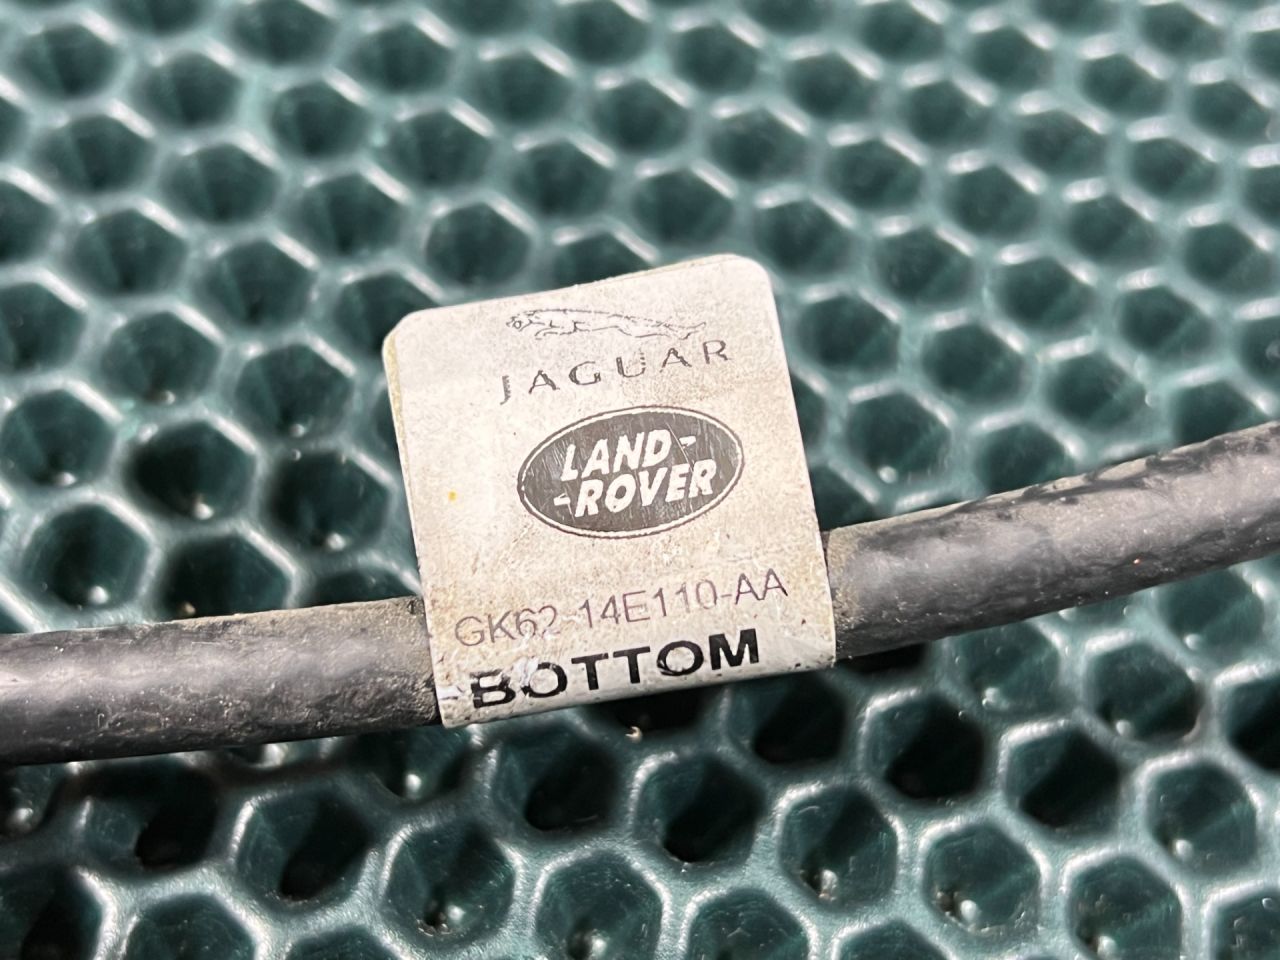 JAGUAR
LAND-
-ROVER
GK62-14E110-AA
BOTTOM